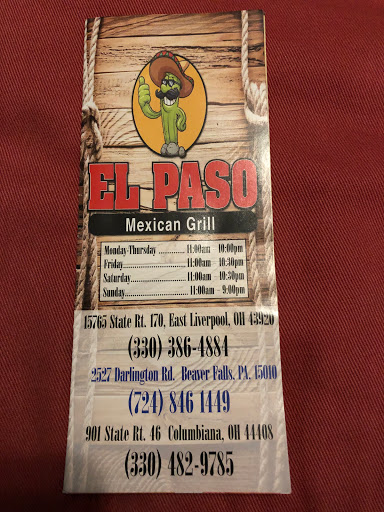 EL PASO
Mexican Grill
Monday-Thursday .............. 11:00am - 10:00pm
Friday........................... 11:00am - 10:30pm
Saturday........................ 11:00am - 10:30pm
Sunday.......................... 11:00am - 9:00pm
15765 State Rt. 170, East Liverpool, OH 43920
(330) 386-4884
2527 Darlington Rd. Beaver Falls, PA, 15010
(724) 846 1449
901 State Rt. 46 Columbiana, OH 44408
(330) 482-9785